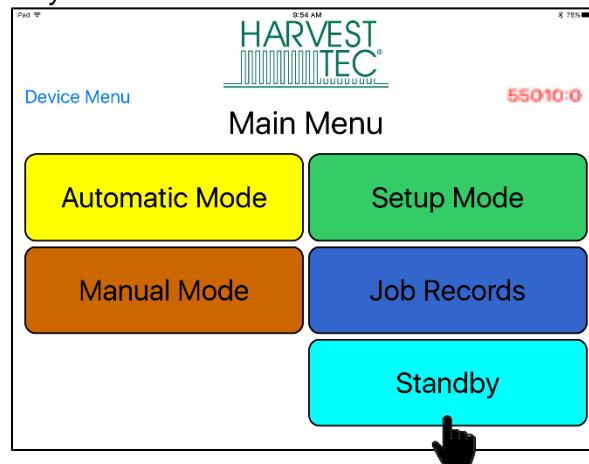 iPad 9:54 AM 78%
HARVEST
TEC®
Device Menu
55010:0
Main Menu
Automatic Mode
Setup Mode
Manual Mode
Job Records
Standby